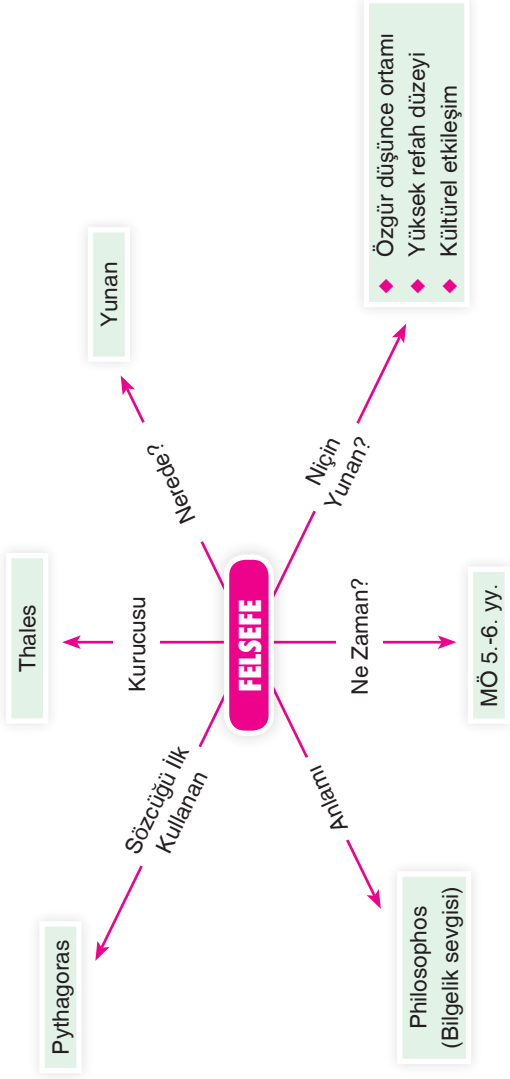 Pythagoras
Sözcüğü İlk
Kullanan
Thales
Kurucusu
Yunan
Nerede?
FELSEFE
Philosophos
(Bilgelik sevgisi)
Anlamı
Ne Zaman?
MÖ 5.-6. yy.
Niçin
Yunan?
◆ Özgür düşünce ortamı
◆ Yüksek refah düzeyi
◆ Kültürel etkileşim